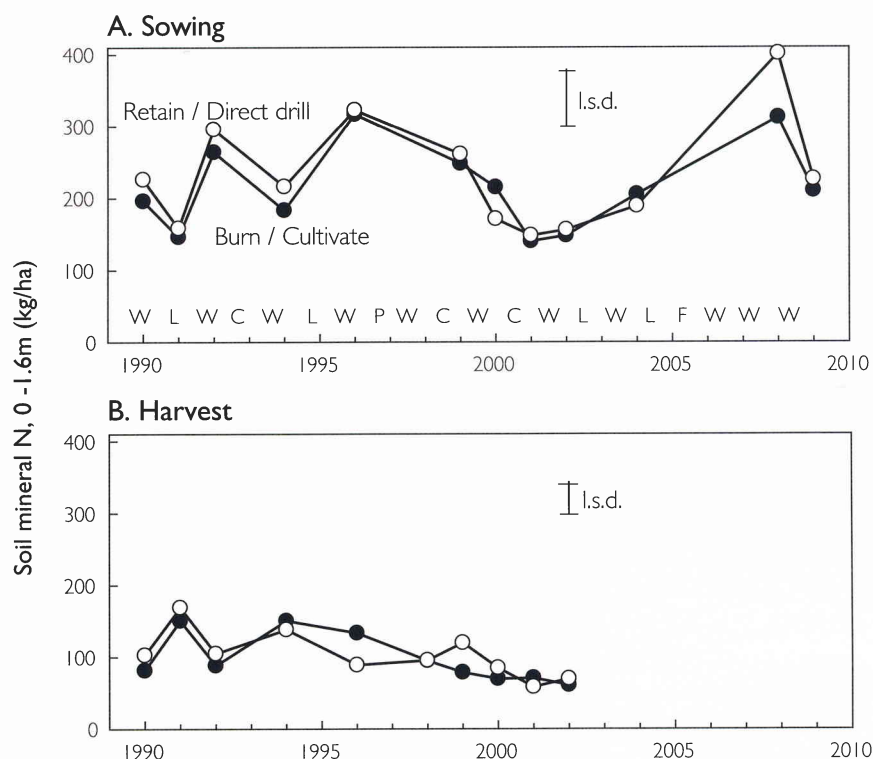 A. Sowing
400
l.s.d.
Retain / Direct drill
300
200
Burn / Cultivate
100
W L W C W L W P W C W C W L W L F W W W
0
1990 1995 2000 2005 2010
Soil mineral N, 0 -1.6m (kg/ha)
B. Harvest
400
l.s.d.
300
200
100
0
1990 1995 2000 2005 2010